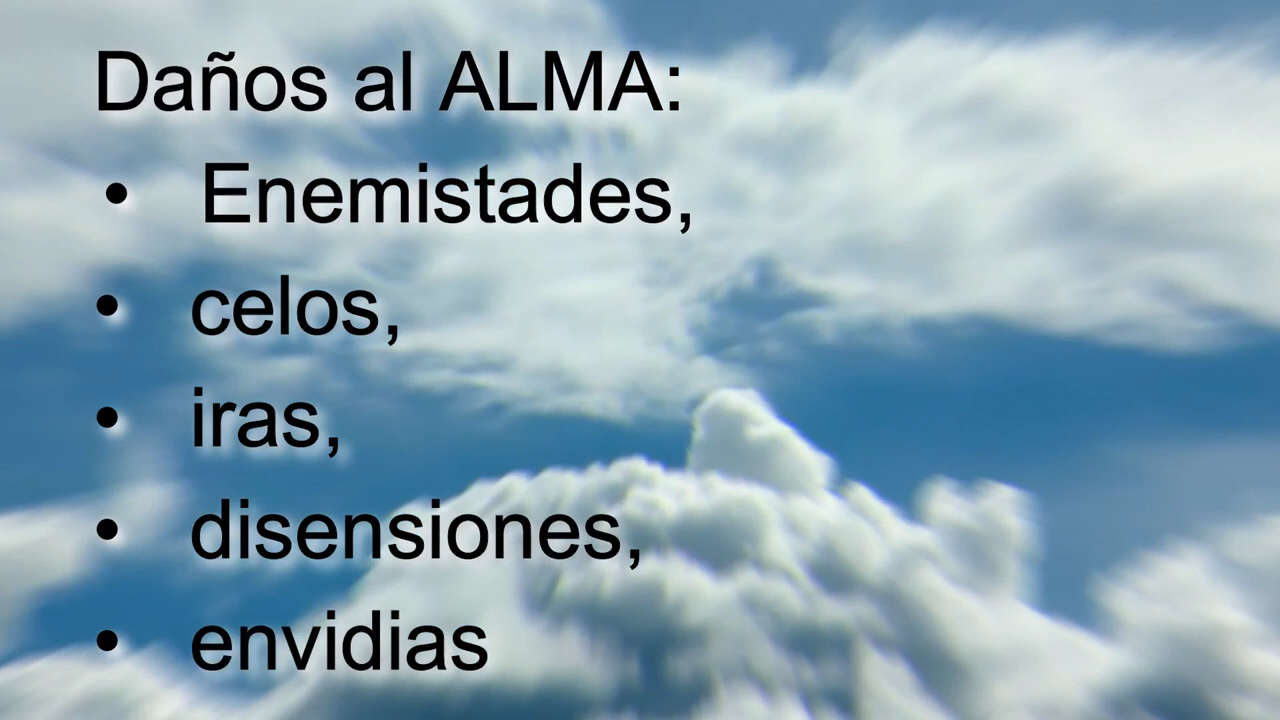 Daños al ALMA:
• Enemistades,
• celos,
• iras,
• disensiones,
• envidias